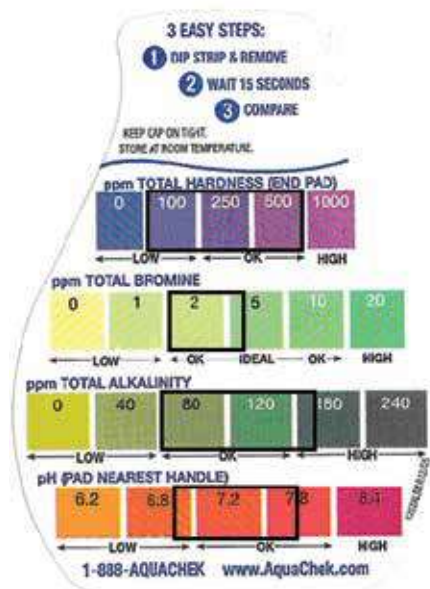 3 EASY STEPS:
1 DIP STRIP & REMOVE
2 WAIT 15 SECONDS
3 COMPARE
KEEP CAP ON TIGHT.
STORE AT ROOM TEMPERATURE.
ppm TOTAL HARDNESS (END PAD)
0 100 250 500 1000
LOW OK HIGH
ppm TOTAL BROMINE
0 1 2 5 10 20
LOW OK IDEAL OK HIGH
ppm TOTAL ALKALINITY
0 40 80 120 180 240
LOW OK HIGH
pH (PAD NEAREST HANDLE)
6.2 6.8 7.2 7.8 8.4
LOW OK HIGH
1-888-AQUACHEK www.AquaChek.com